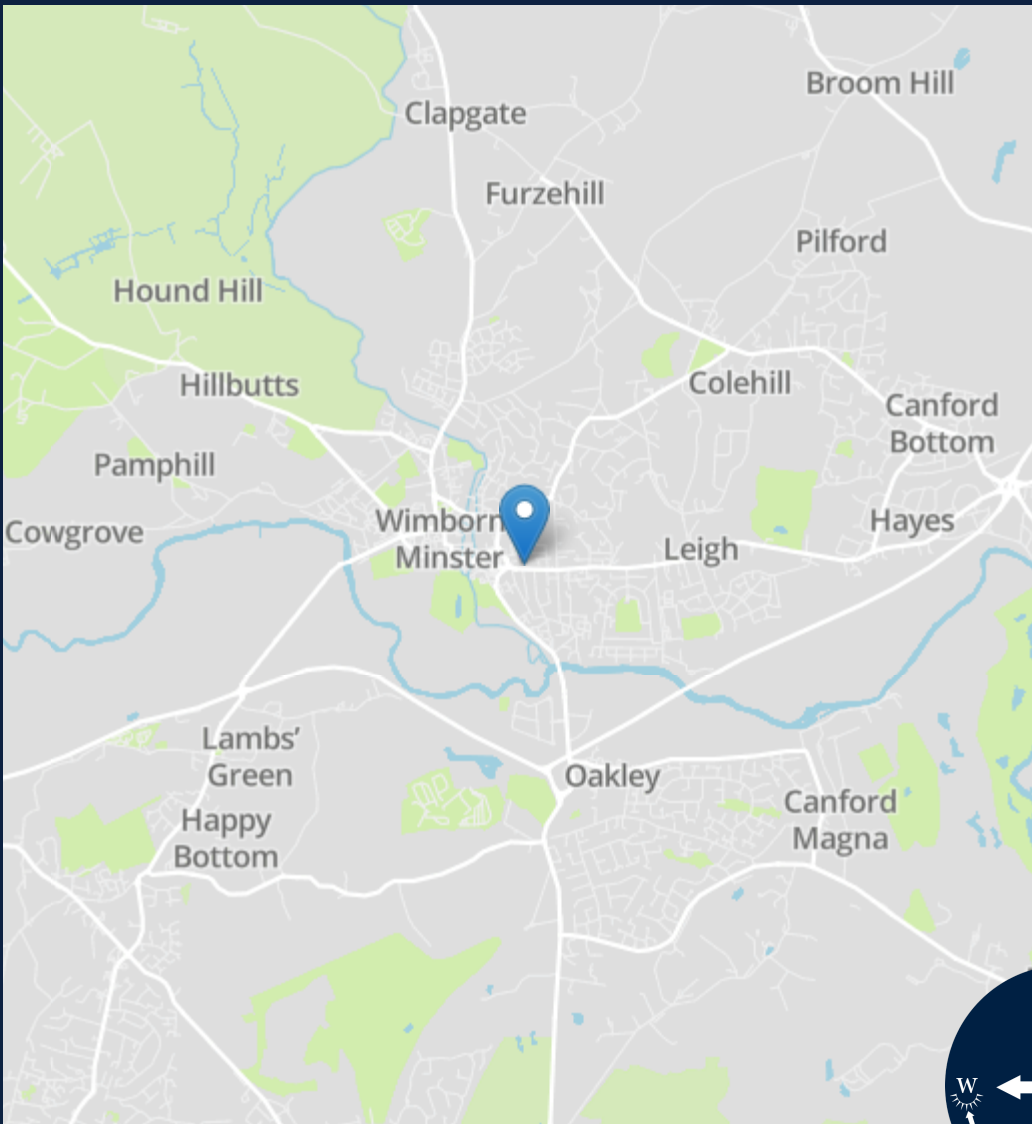 Broom Hill
Clapgate
Furzehill
Pilford
Hound Hill
Hillbutts
Colehill
Canford
Bottom
Pamphill
Cowgrove
Wimborn
Minster
Hayes
Leigh
Lambs’
Green
Oakley
Happy
Bottom
Canford
Magna
W